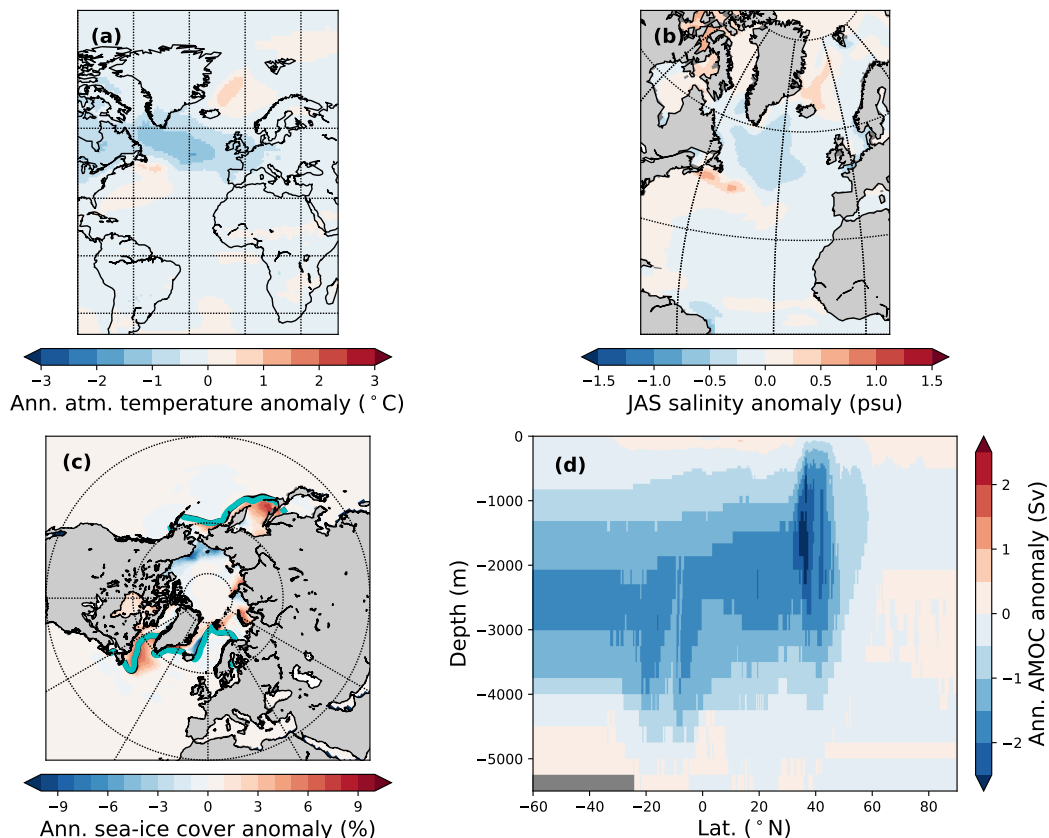 (a)
−3 −2 −1 0 1 2 3
Ann. atm. temperature anomaly (°C)
(b)
−1.5 −1.0 −0.5 0.0 0.5 1.0 1.5
JAS salinity anomaly (psu)
(c)
−9 −6 −3 0 3 6 9
Ann. sea-ice cover anomaly (%)
(d)
0
−1000
−2000
−3000
−4000
−5000
Depth (m)
−60 −40 −20 0 20 40 60 80
Lat. (°N)
2
1
0
−1
−2
Ann. AMOC anomaly (Sv)